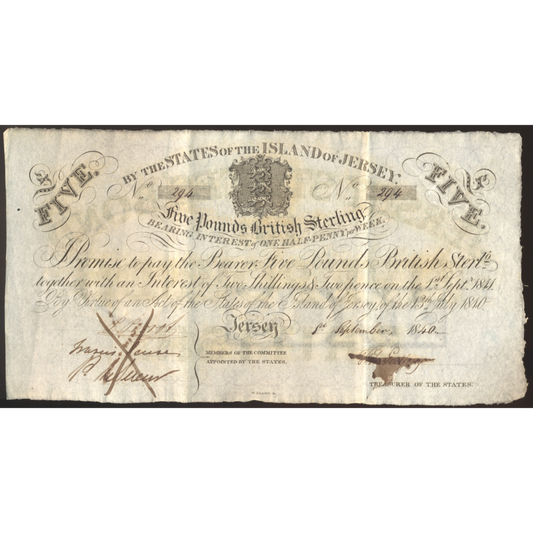 BY THE STATES OF THE ISLAND OF JERSEY.
£ FIVE. £ FIVE.
No. 294 No. 294
Five Pounds British Sterling
BEARING INTEREST of ONE HALF-PENNY per WEEK.
I Promise to pay the Bearer Five Pounds British Sterlg.
together with an Interest of Two Shillings & Two pence on the 1st Sept. 1841.
By Virtue of an Act of the States of the Island of Jersey, of the 13th July 1840
Jersey 1st September 1840
MEMBERS OF THE COMMITTEE
APPOINTED BY THE STATES.
TREASURER OF THE STATES.